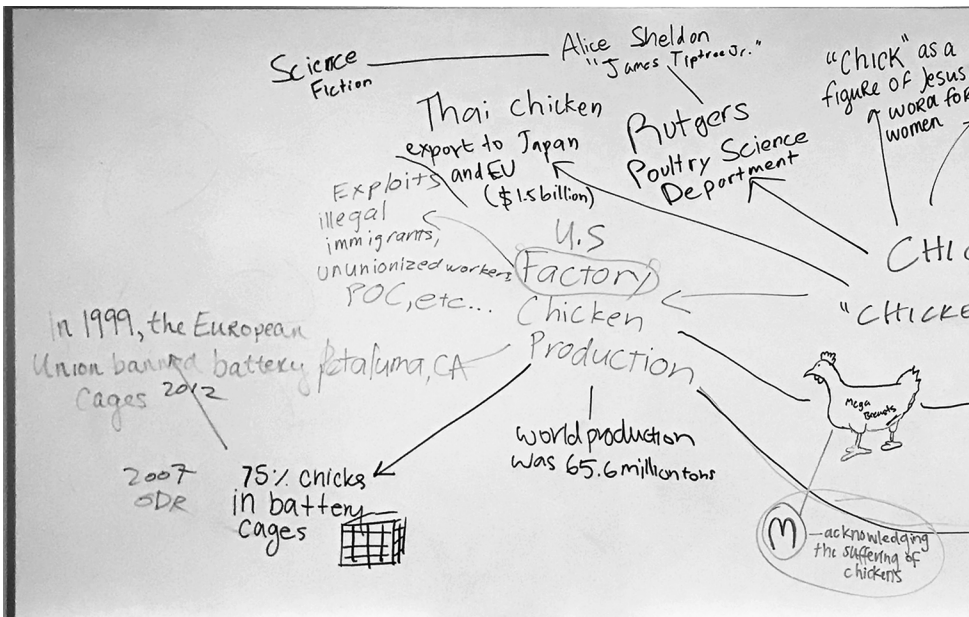 Science
Fiction
Alice Sheldon
"James Tiptree Jr."
"CHICK" as a
figure of Jesus
word for
women
Thai chicken
export to Japan
and EU
($1.5 billion)
Rutgers
Poultry Science
Department
Exploits
illegal
immigrants,
ununionized workers,
POC, etc...
U.S
Factory
Chicken
Production
CHIC
"CHICKE
In 1999, the European
Union banned battery
Cages 2012
Petaluma, CA
Mega
Breasts
world production
was 65.6 million tons
2007
75% chicks
in battery
cages
M
—acknowledging
the suffering of
chickens